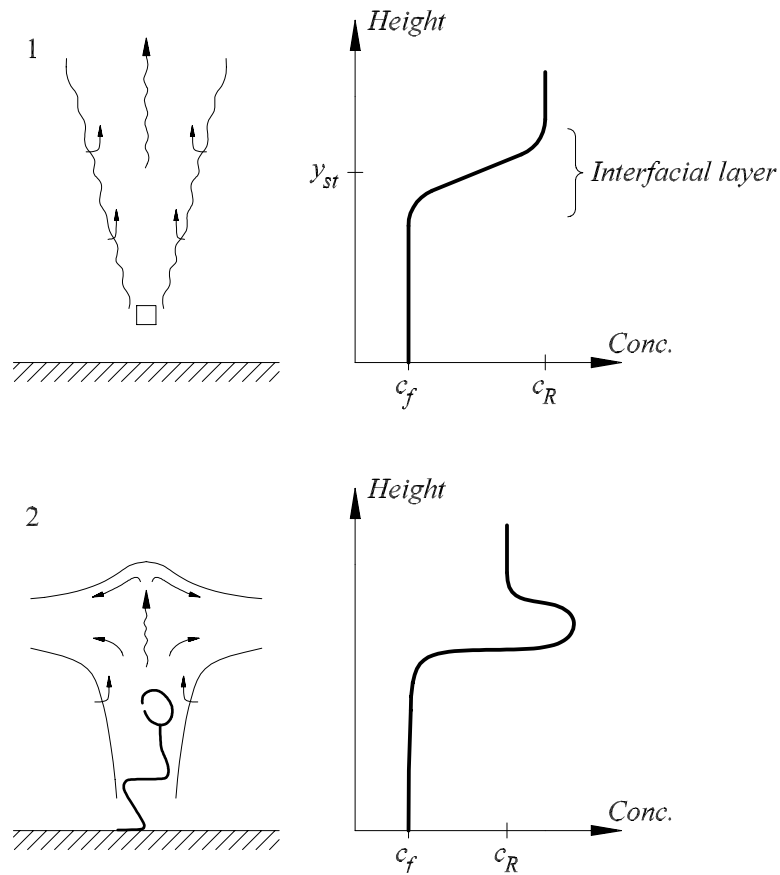 1
Height
y_st
Interfacial layer
Conc.
c_f
c_R
2
Height
Conc.
c_f
c_R